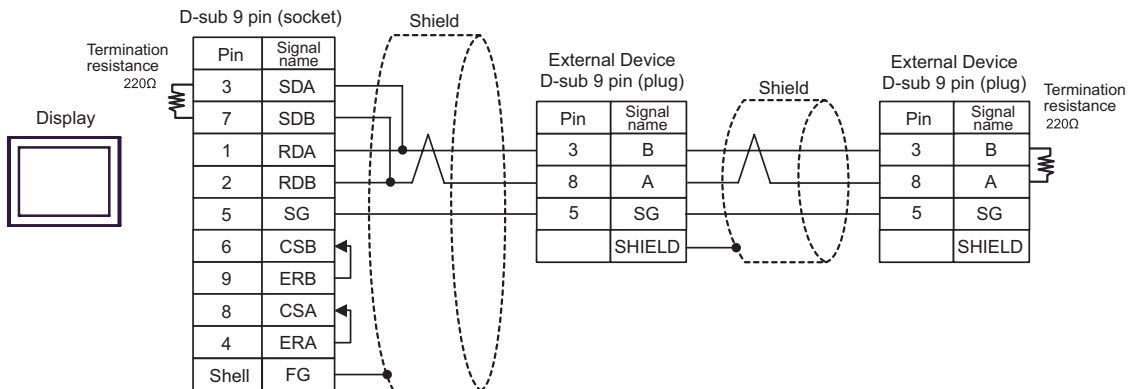 D-sub 9 pin (socket)
Shield
Termination
resistance
220Ω
Display
Pin Signal name
3 SDA
7 SDB
1 RDA
2 RDB
5 SG
6 CSB
9 ERB
8 CSA
4 ERA
Shell FG
External Device
D-sub 9 pin (plug)
Pin Signal name
3 B
8 A
5 SG
SHIELD
Shield
External Device
D-sub 9 pin (plug)
Pin Signal name
3 B
8 A
5 SG
SHIELD
Termination
resistance
220Ω